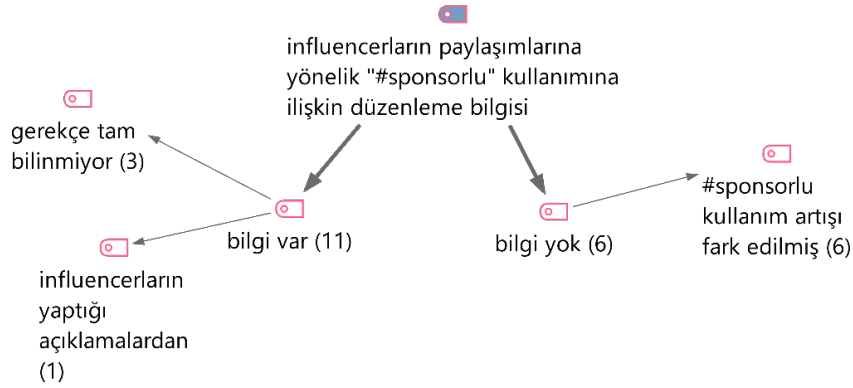 influencerların paylaşımlarına
yönelik "#sponsorlu" kullanımına
ilişkin düzenleme bilgisi
gerekçe tam
bilinmiyor (3)
#sponsorlu
kullanım artışı
fark edilmiş (6)
bilgi var (11)
bilgi yok (6)
influencerların
yaptığı
açıklamalardan
(1)